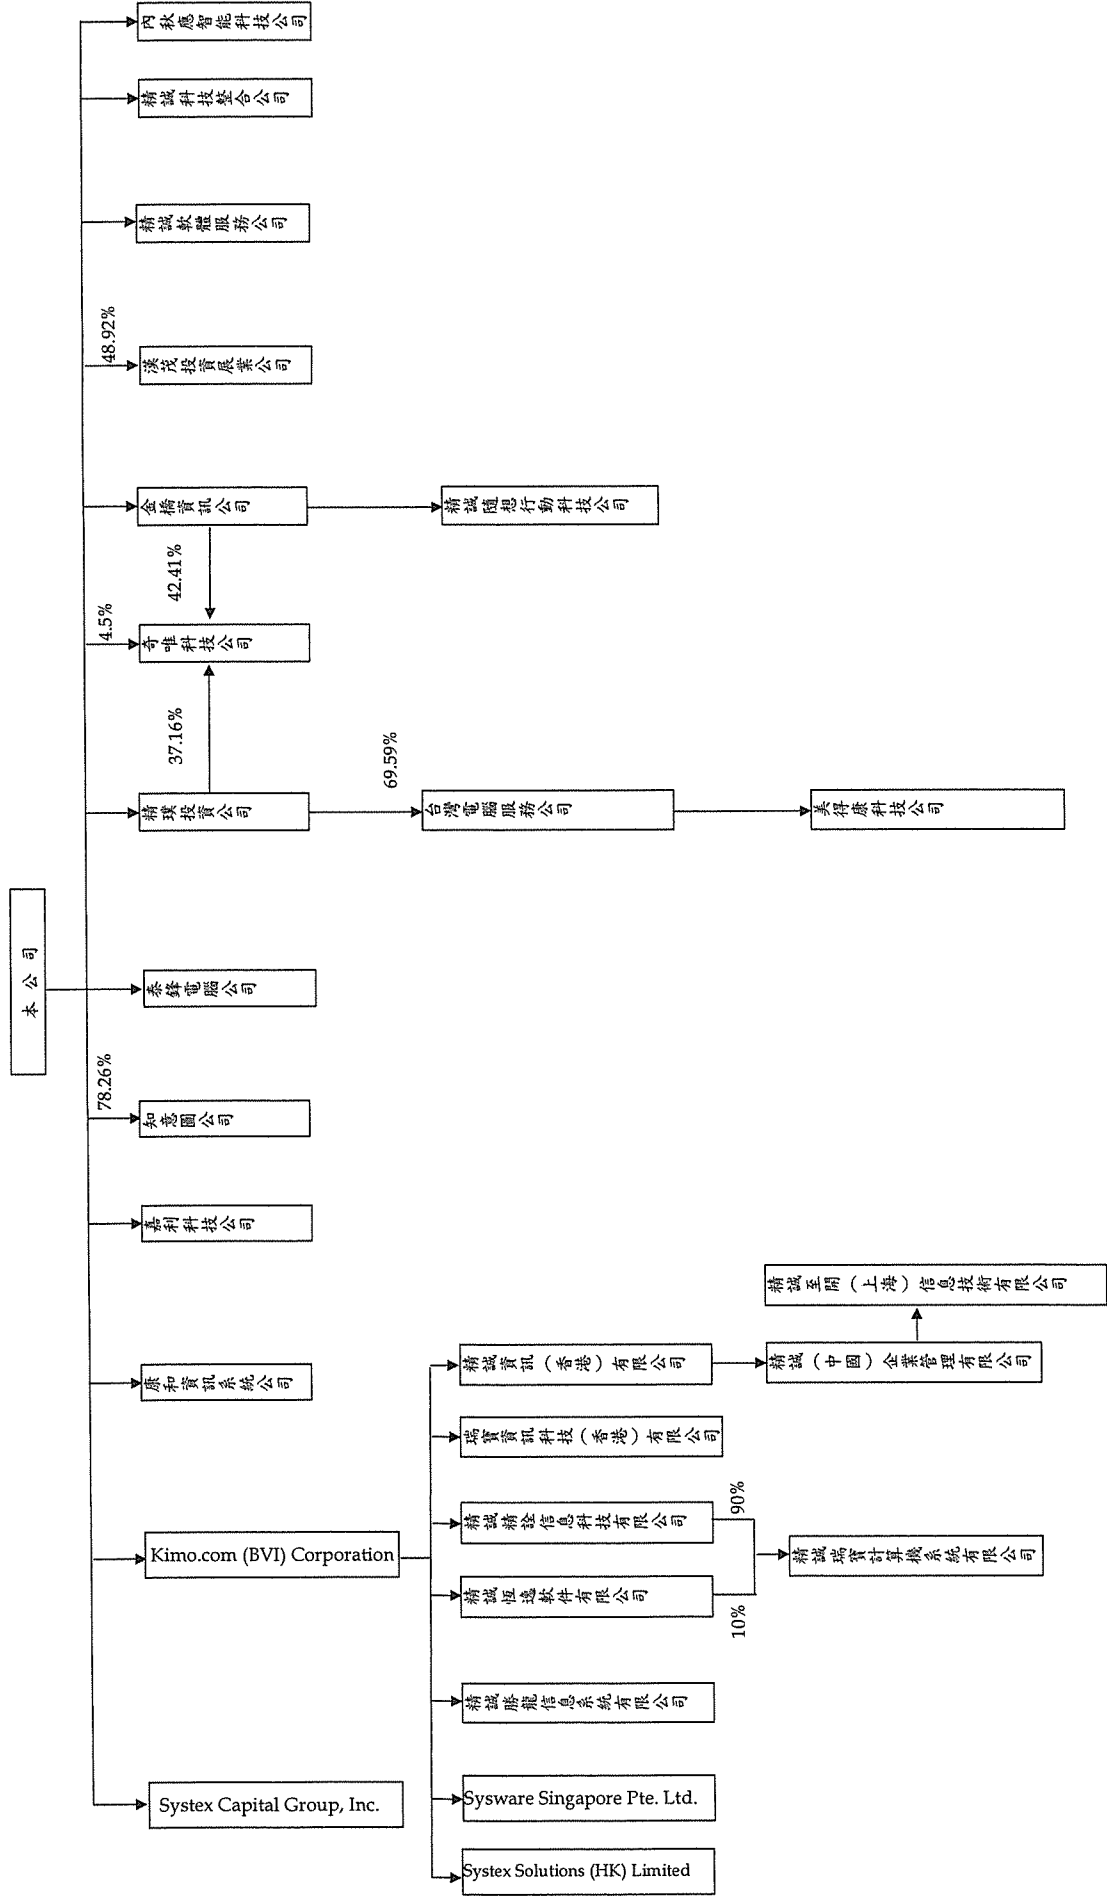 本公司
Systex Capital Group, Inc.
Kimo.com (BVI) Corporation
康和資訊系統公司
嘉利科技公司
78.26%
知意圖公司
泰鋒電腦公司
精璞投資公司
4.5%
奇唯科技公司
金橋資訊公司
48.92%
漢茂投資展業公司
精誠軟體服務公司
精誠科技整合公司
內秋應智能科技公司
37.16%
42.41%
69.59%
台灣電腦服務公司
美得康科技公司
精誠隨想行動科技公司
Systex Solutions (HK) Limited
Sysware Singapore Pte. Ltd.
精誠勝龍信息系統有限公司
精誠恆逸軟件有限公司
精誠精詮信息科技有限公司
瑞寶資訊科技(香港)有限公司
精誠資訊(香港)有限公司
10%
90%
精誠瑞寶計算機系統有限公司
精誠(中國)企業管理有限公司
精誠至開(上海)信息技術有限公司